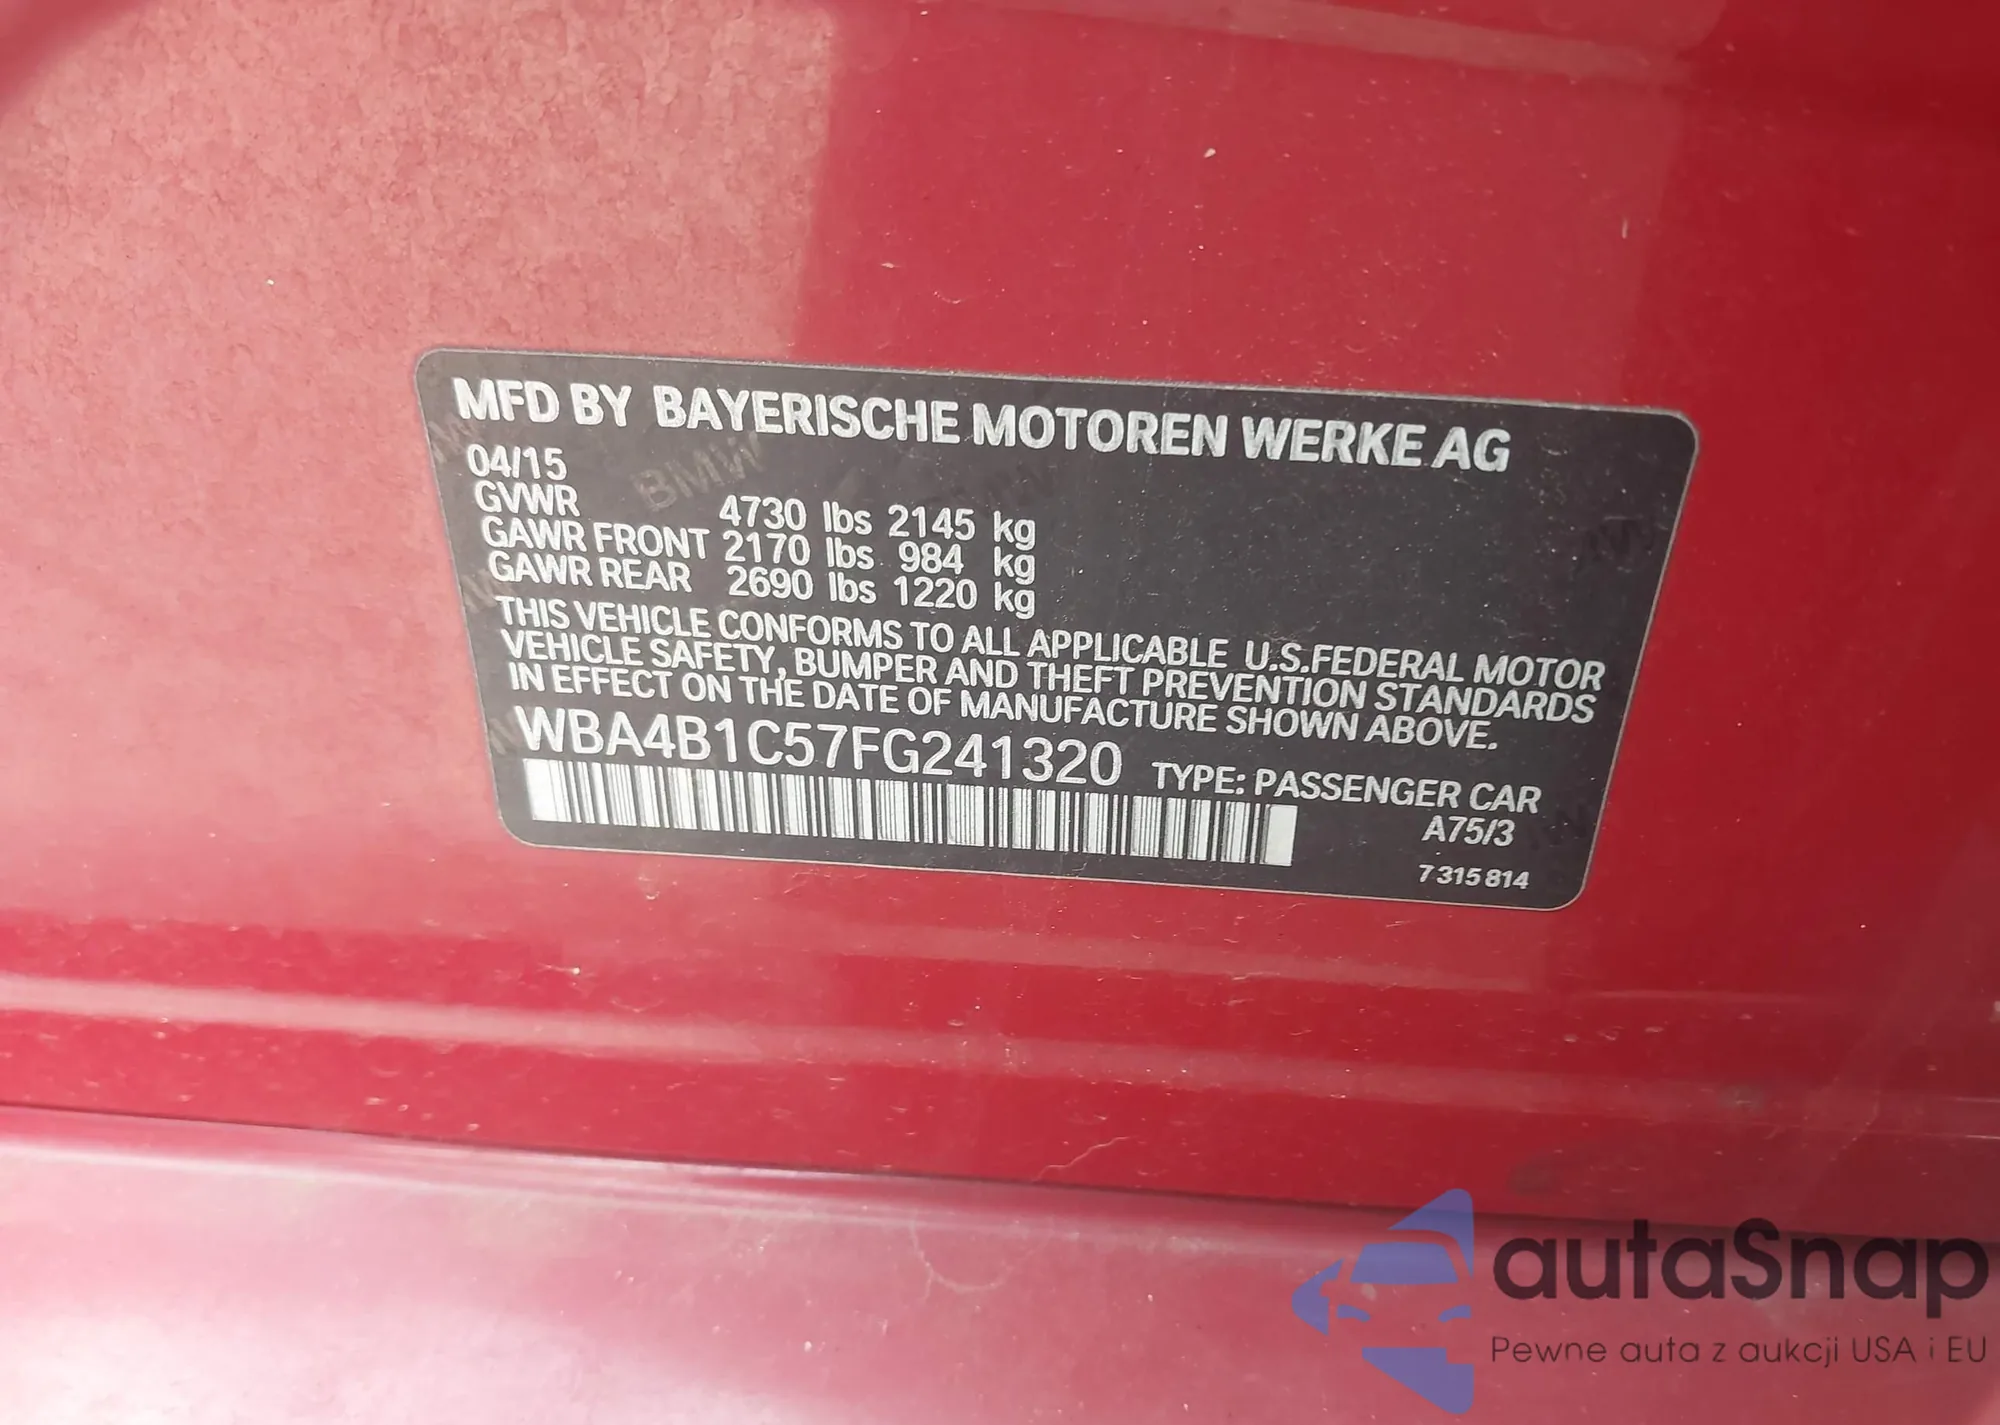 MFD BY BAYERISCHE MOTOREN WERKE AG
04/15
GVWR 4730 lbs 2145 kg
GAWR FRONT 2170 lbs 984 kg
GAWR REAR 2690 lbs 1220 kg
THIS VEHICLE CONFORMS TO ALL APPLICABLE U.S.FEDERAL MOTOR
VEHICLE SAFETY, BUMPER AND THEFT PREVENTION STANDARDS
IN EFFECT ON THE DATE OF MANUFACTURE SHOWN ABOVE.
WBA4B1C57FG241320 TYPE: PASSENGER CAR
A75/3
7 315 814
BMW
autaSnap
Pewne auta z aukcji USA i EU